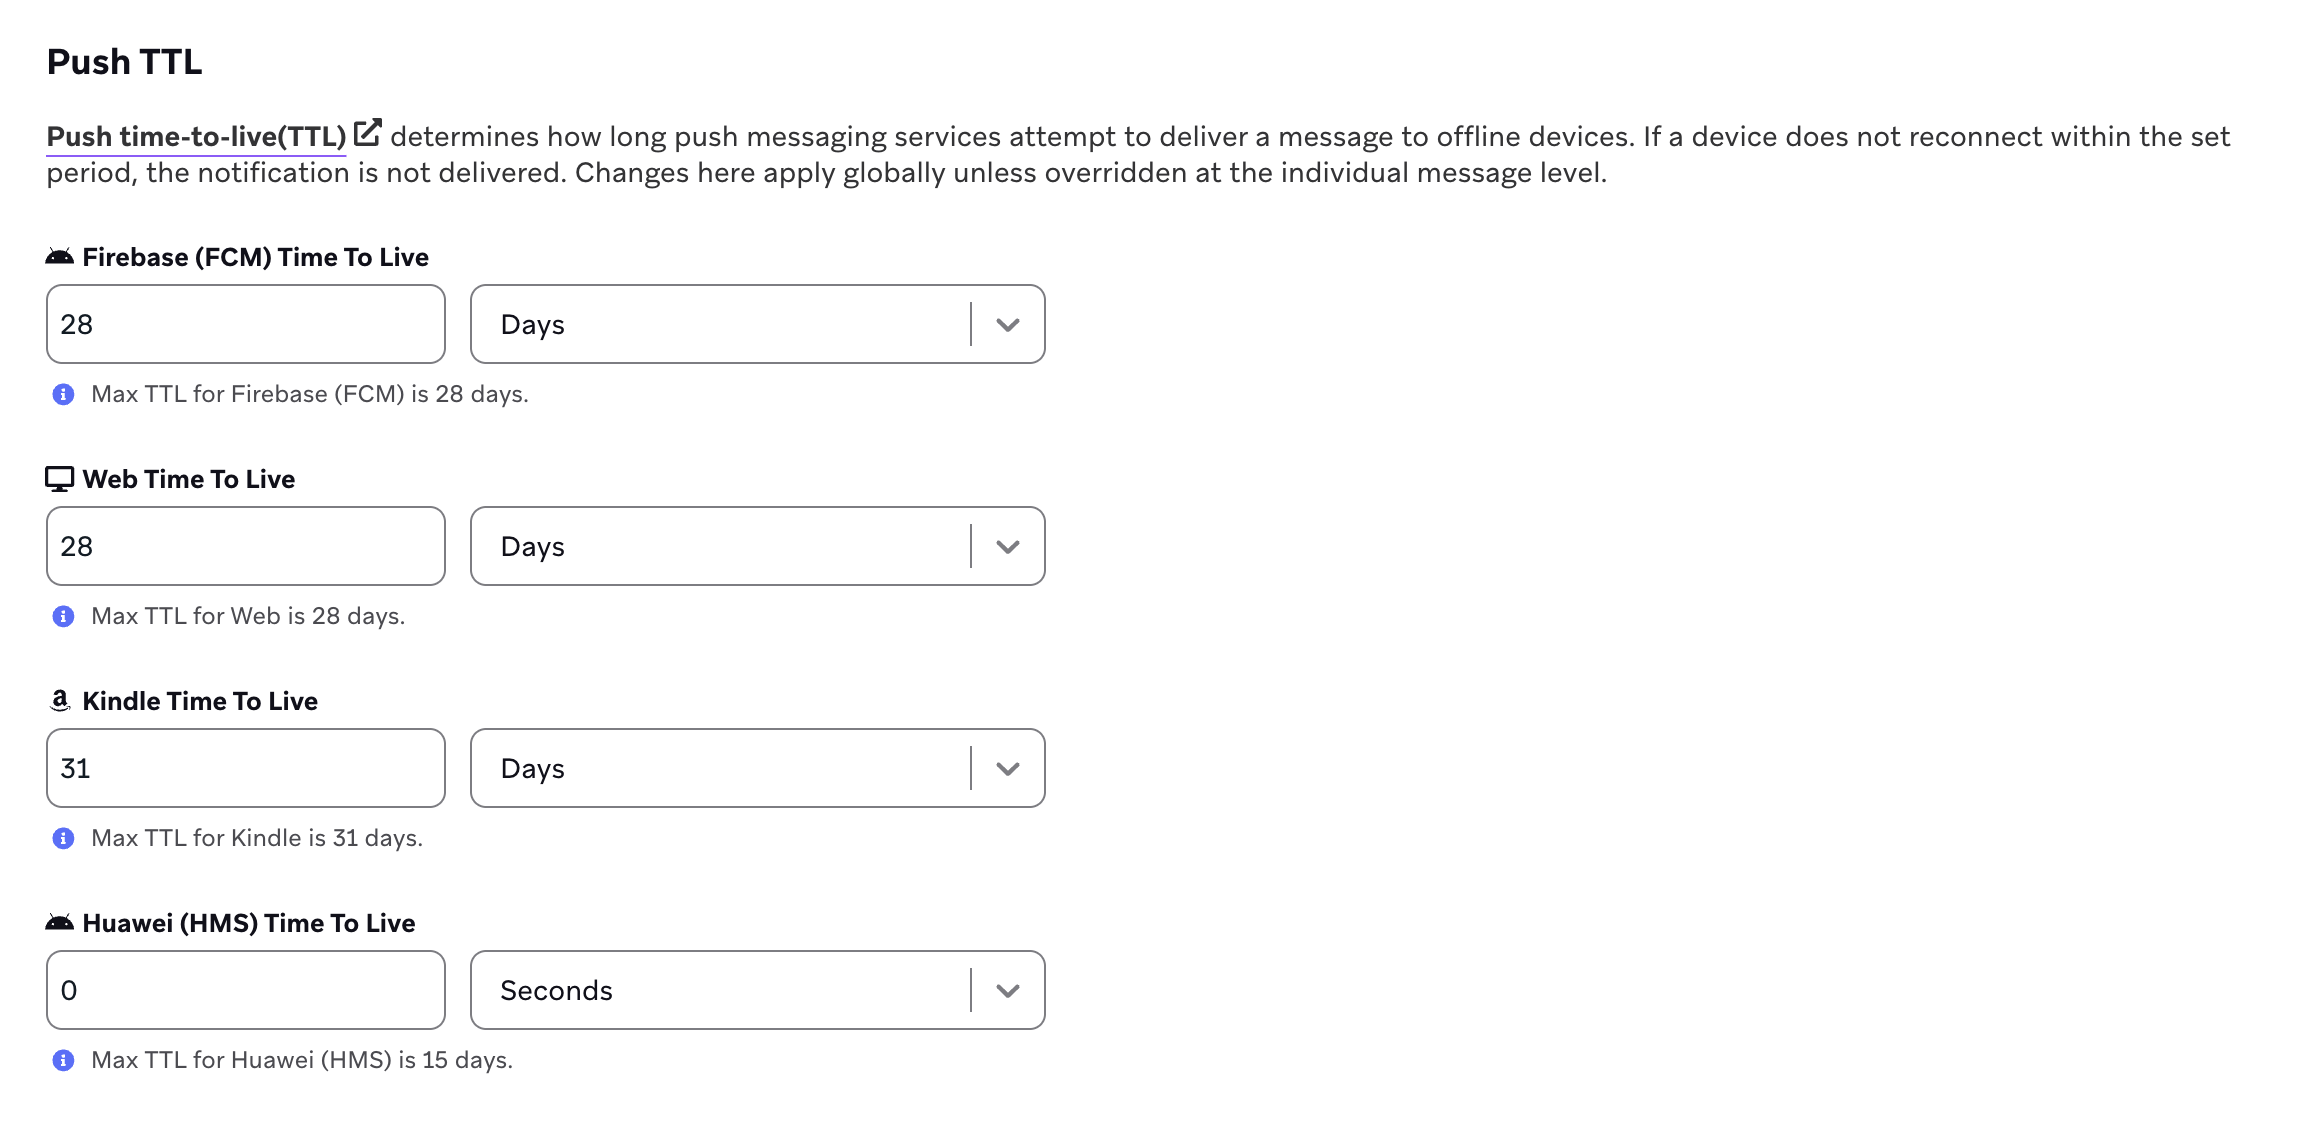 Push TTL
Push time-to-live(TTL) determines how long push messaging services attempt to deliver a message to offline devices. If a device does not reconnect within the set
period, the notification is not delivered. Changes here apply globally unless overridden at the individual message level.
Firebase (FCM) Time To Live
28 Days
Max TTL for Firebase (FCM) is 28 days.
Web Time To Live
28 Days
Max TTL for Web is 28 days.
Kindle Time To Live
31 Days
Max TTL for Kindle is 31 days.
Huawei (HMS) Time To Live
0 Seconds
Max TTL for Huawei (HMS) is 15 days.